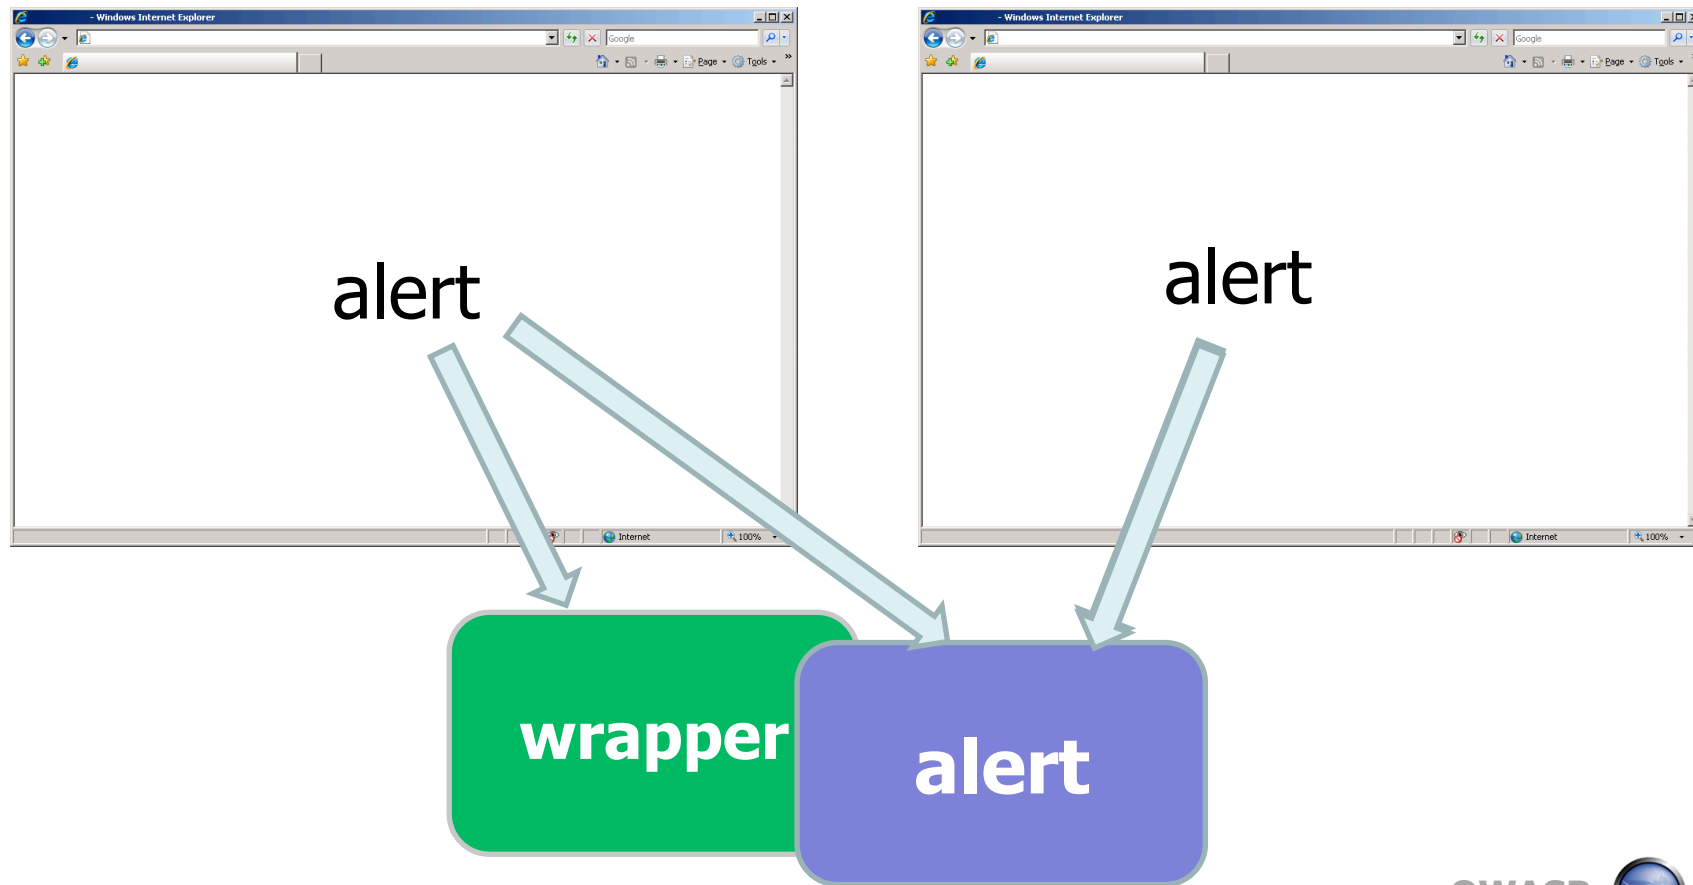 - Windows Internet Explorer
Google
Page
Tools
»
alert
Internet
100%
- Windows Internet Explorer
Google
Page
Tools
alert
Internet
100%
wrapper
alert
OWASP